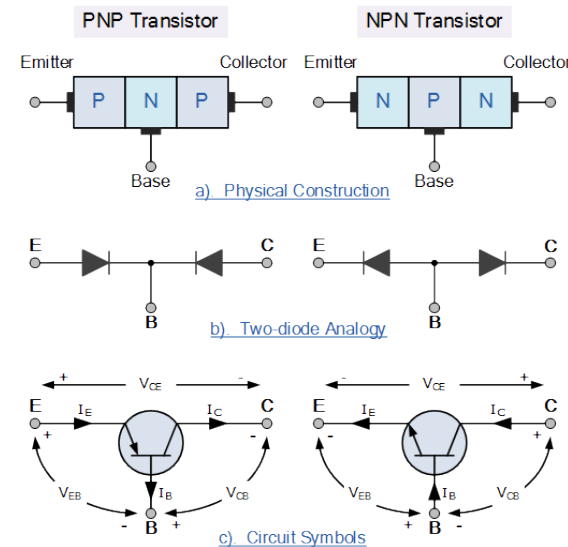 PNP Transistor NPN Transistor
Emitter Collector Emitter Collector
P N P N P N
Base Base
a). Physical Construction
E C E C
B B
b). Two-diode Analogy
+ VCE - - VCE +
E IE IC C E IE IC C
+ - - +
VEB IB VCB VEB IB VCB
- B + + B -
c). Circuit Symbols